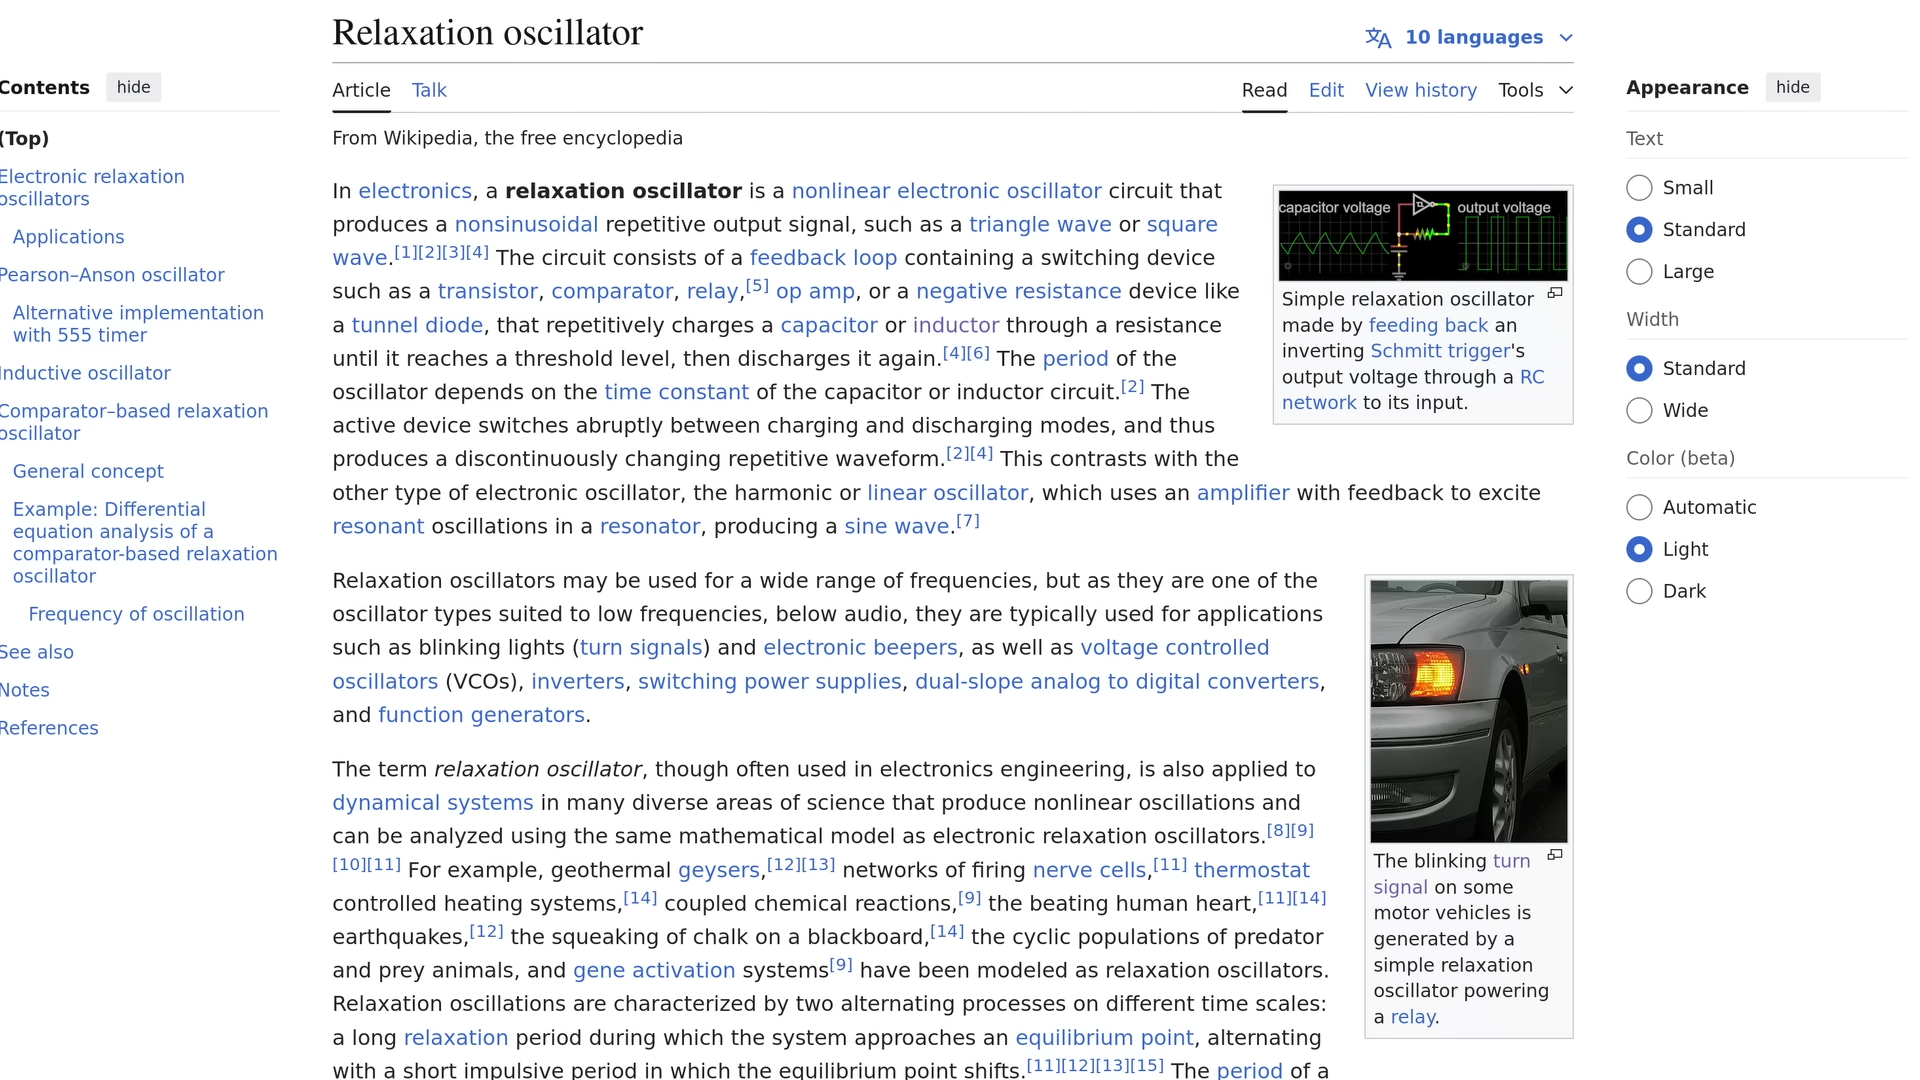 Relaxation oscillator
10 languages
Contents hide
Article Talk
Read Edit View history Tools
Appearance hide
From Wikipedia, the free encyclopedia
(Top)
Electronic relaxation
oscillators
Applications
Pearson–Anson oscillator
Alternative implementation
with 555 timer
Inductive oscillator
Comparator–based relaxation
oscillator
General concept
Example: Differential
equation analysis of a
comparator-based relaxation
oscillator
Frequency of oscillation
See also
Notes
References
In electronics, a relaxation oscillator is a nonlinear electronic oscillator circuit that
produces a nonsinusoidal repetitive output signal, such as a triangle wave or square
wave.[1][2][3][4] The circuit consists of a feedback loop containing a switching device
such as a transistor, comparator, relay,[5] op amp, or a negative resistance device like
a tunnel diode, that repetitively charges a capacitor or inductor through a resistance
until it reaches a threshold level, then discharges it again.[4][6] The period of the
oscillator depends on the time constant of the capacitor or inductor circuit.[2] The
active device switches abruptly between charging and discharging modes, and thus
produces a discontinuously changing repetitive waveform.[2][4] This contrasts with the
other type of electronic oscillator, the harmonic or linear oscillator, which uses an amplifier with feedback to excite
resonant oscillations in a resonator, producing a sine wave.[7]
capacitor voltage output voltage
Simple relaxation oscillator
made by feeding back an
inverting Schmitt trigger's
output voltage through a RC
network to its input.
Relaxation oscillators may be used for a wide range of frequencies, but as they are one of the
oscillator types suited to low frequencies, below audio, they are typically used for applications
such as blinking lights (turn signals) and electronic beepers, as well as voltage controlled
oscillators (VCOs), inverters, switching power supplies, dual-slope analog to digital converters,
and function generators.
The blinking turn
signal on some
motor vehicles is
generated by a
simple relaxation
oscillator powering
a relay.
The term relaxation oscillator, though often used in electronics engineering, is also applied to
dynamical systems in many diverse areas of science that produce nonlinear oscillations and
can be analyzed using the same mathematical model as electronic relaxation oscillators.[8][9]
[10][11] For example, geothermal geysers,[12][13] networks of firing nerve cells,[11] thermostat
controlled heating systems,[14] coupled chemical reactions,[9] the beating human heart,[11][14]
earthquakes,[12] the squeaking of chalk on a blackboard,[14] the cyclic populations of predator
and prey animals, and gene activation systems[9] have been modeled as relaxation oscillators.
Relaxation oscillations are characterized by two alternating processes on different time scales:
a long relaxation period during which the system approaches an equilibrium point, alternating
with a short impulsive period in which the equilibrium point shifts.[11][12][13][15] The period of a
Text
Small
Standard
Large
Width
Standard
Wide
Color (beta)
Automatic
Light
Dark